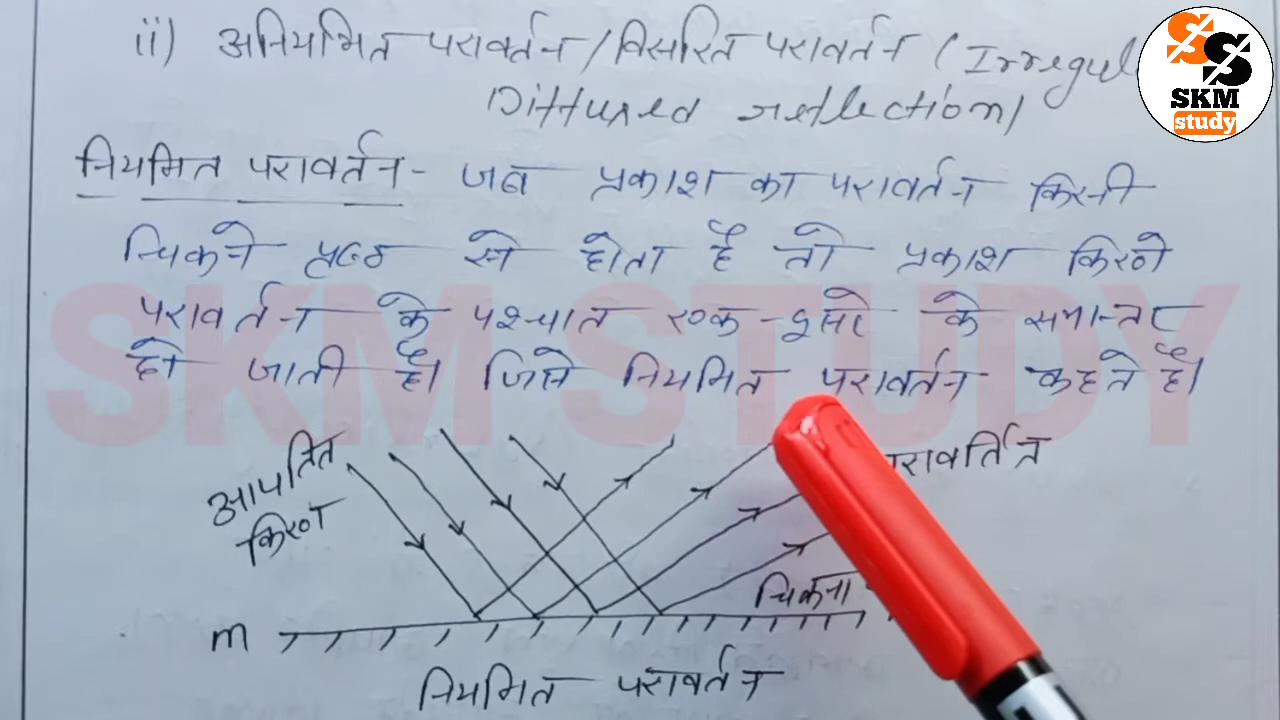 ii) अनियमित परावर्तन/विसरित परावर्तन (Irregul
Diffused reflection)
SKM
study
नियमित परावर्तन- जब प्रकाश का परावर्तन किसी
चिकने पृष्ठ से होता है तो प्रकाश किरणे
परावर्तन के पश्चात एक-दूसरे के समान्तर
हो जाती है। जिसे नियमित परावर्तन कहते है।
SKM STUDY
आपतित
किरण
परावर्तित
चिकना
m
नियमित परावर्तन